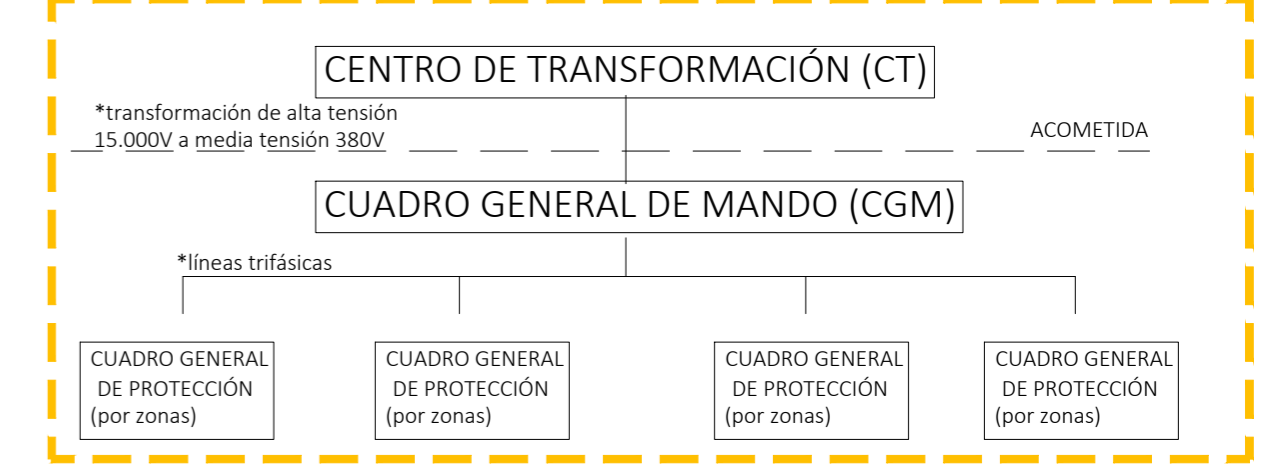 CENTRO DE TRANSFORMACIÓN (CT)
*transformación de alta tensión
15.000V a media tensión 380V
ACOMETIDA
CUADRO GENERAL DE MANDO (CGM)
*líneas trifásicas
CUADRO GENERAL
DE PROTECCIÓN
(por zonas)
CUADRO GENERAL
DE PROTECCIÓN
(por zonas)
CUADRO GENERAL
DE PROTECCIÓN
(por zonas)
CUADRO GENERAL
DE PROTECCIÓN
(por zonas)